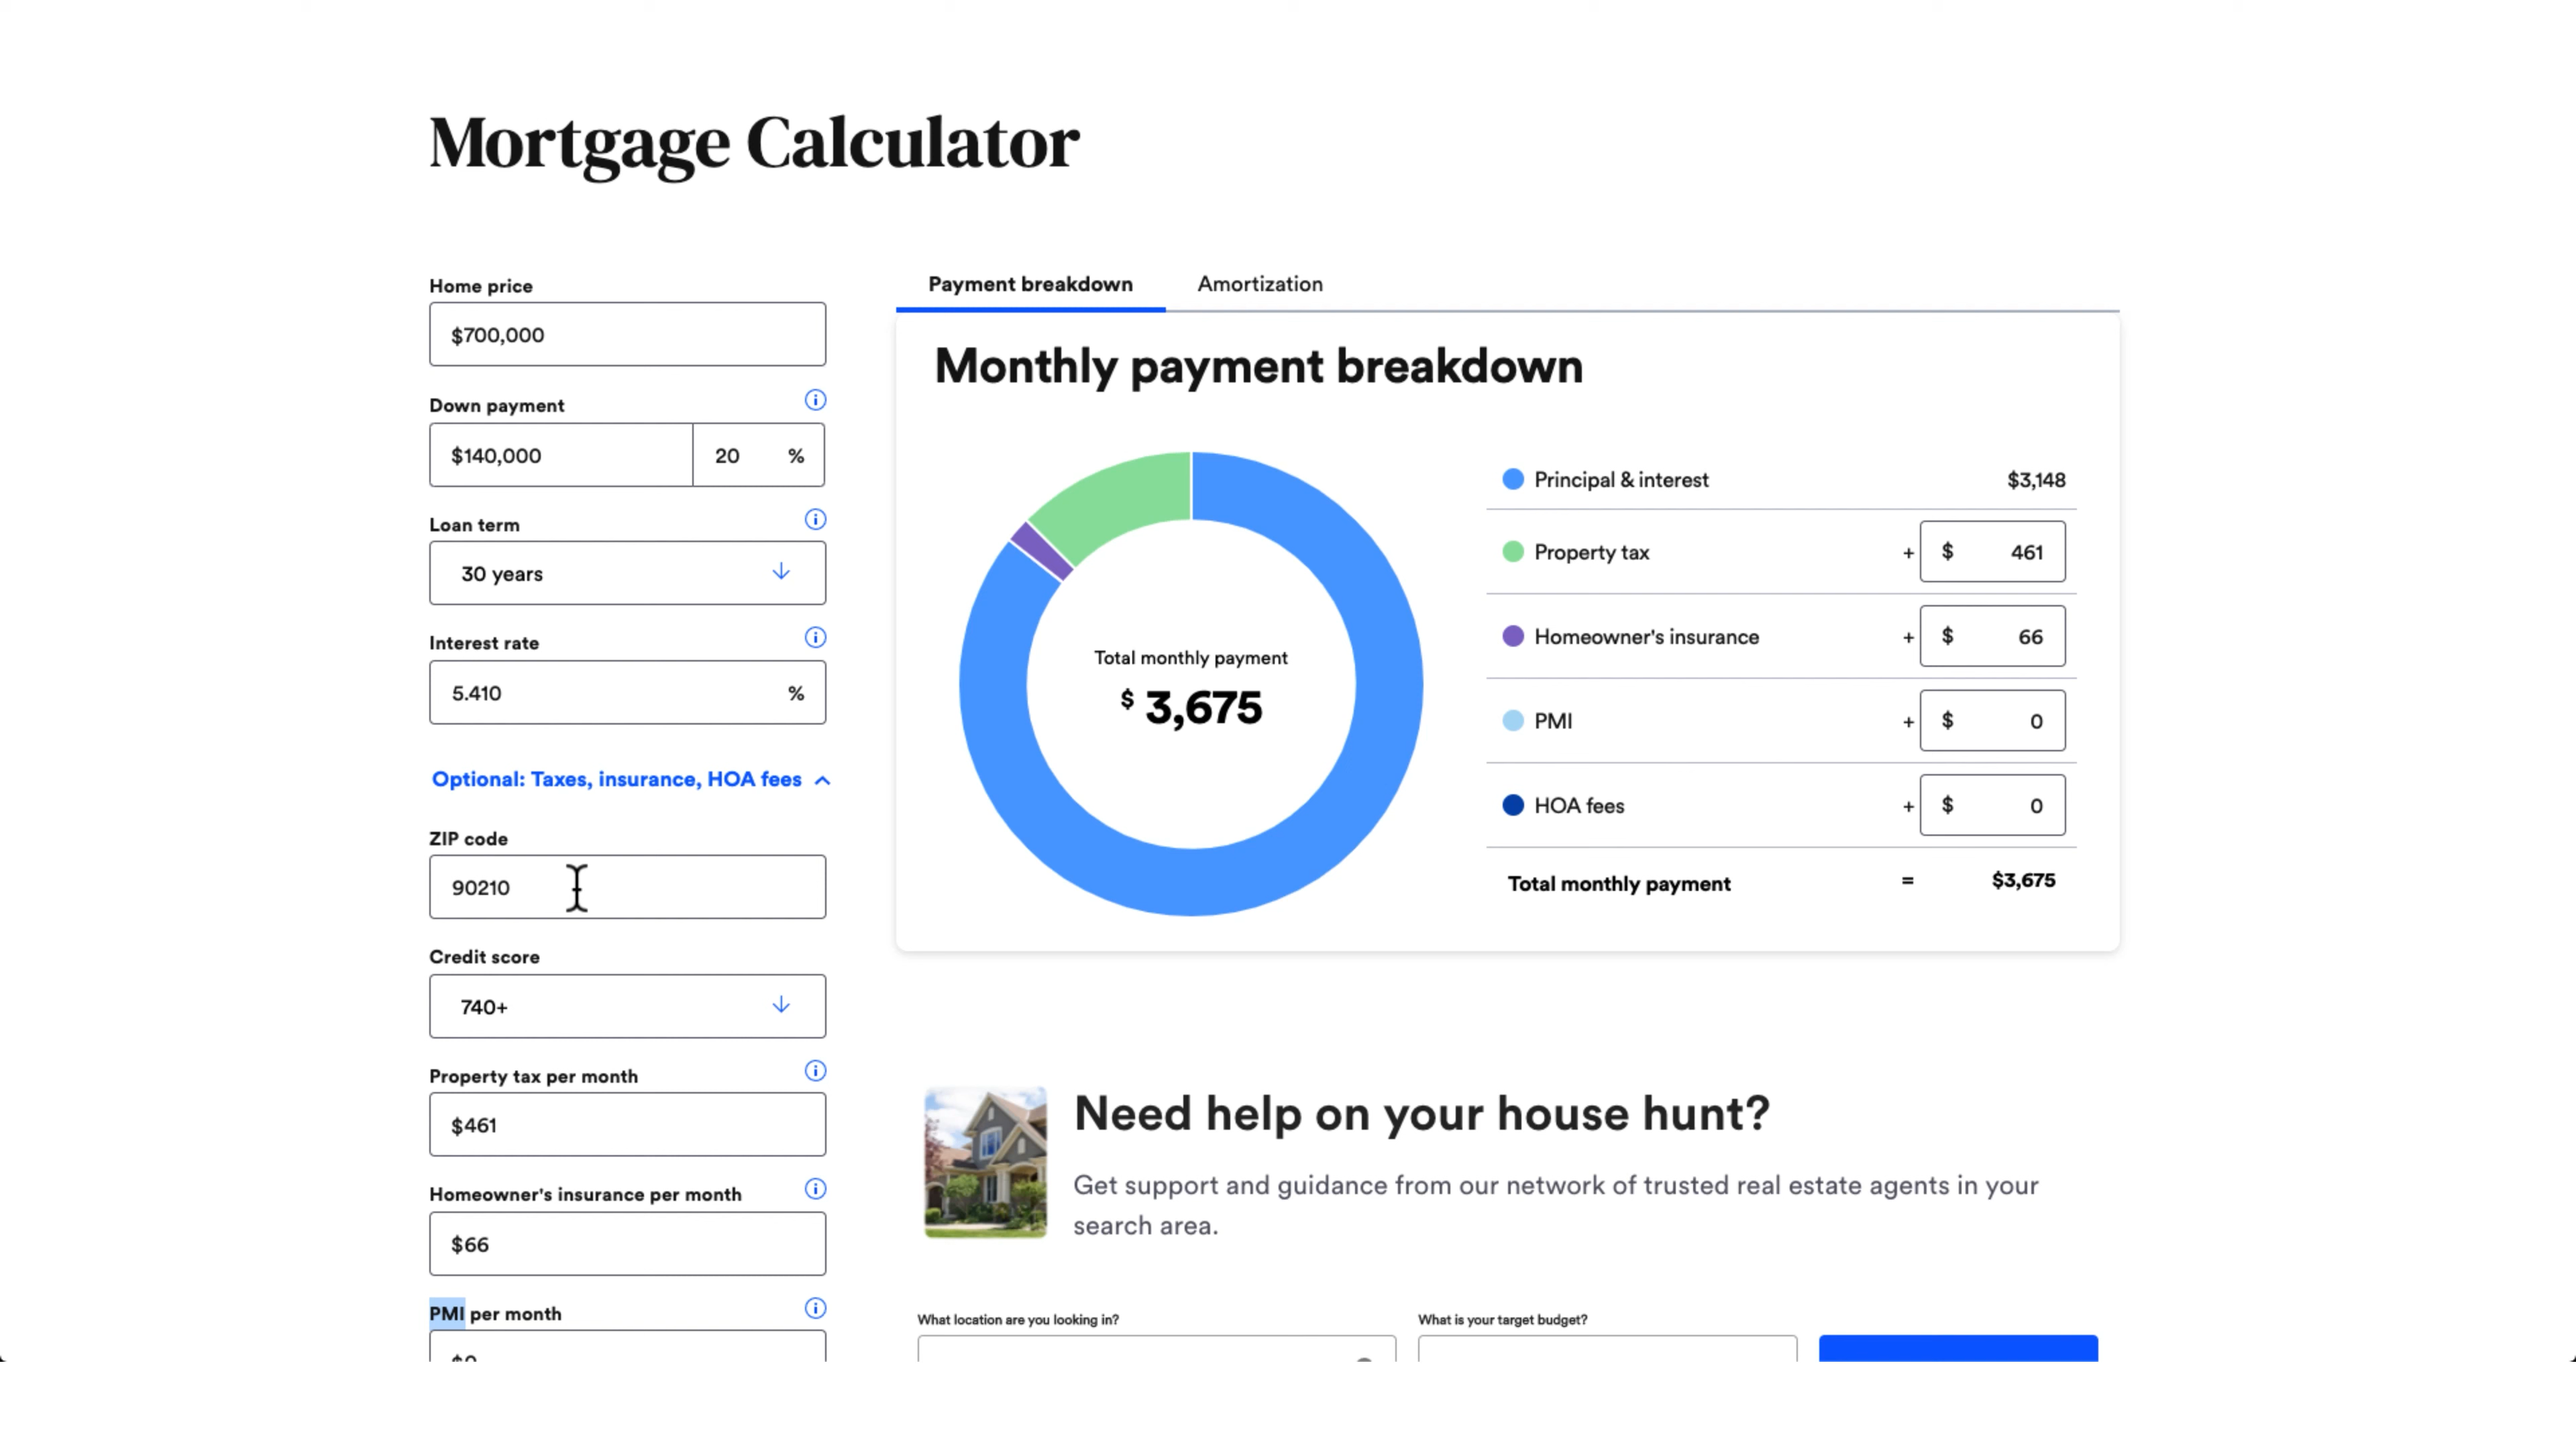 Mortgage Calculator
Home price
$700,000
Down payment
$140,000
20 %
Loan term
30 years
Interest rate
5.410 %
Optional: Taxes, insurance, HOA fees
ZIP code
90210
Credit score
740+
Property tax per month
$461
Homeowner's insurance per month
$66
PMI per month
Payment breakdown
Amortization
Monthly payment breakdown
Total monthly payment
$ 3,675
Principal & interest $3,148
Property tax + $ 461
Homeowner's insurance + $ 66
PMI + $ 0
HOA fees + $ 0
Total monthly payment = $3,675
Need help on your house hunt?
Get support and guidance from our network of trusted real estate agents in your
search area.
What location are you looking in?
What is your target budget?